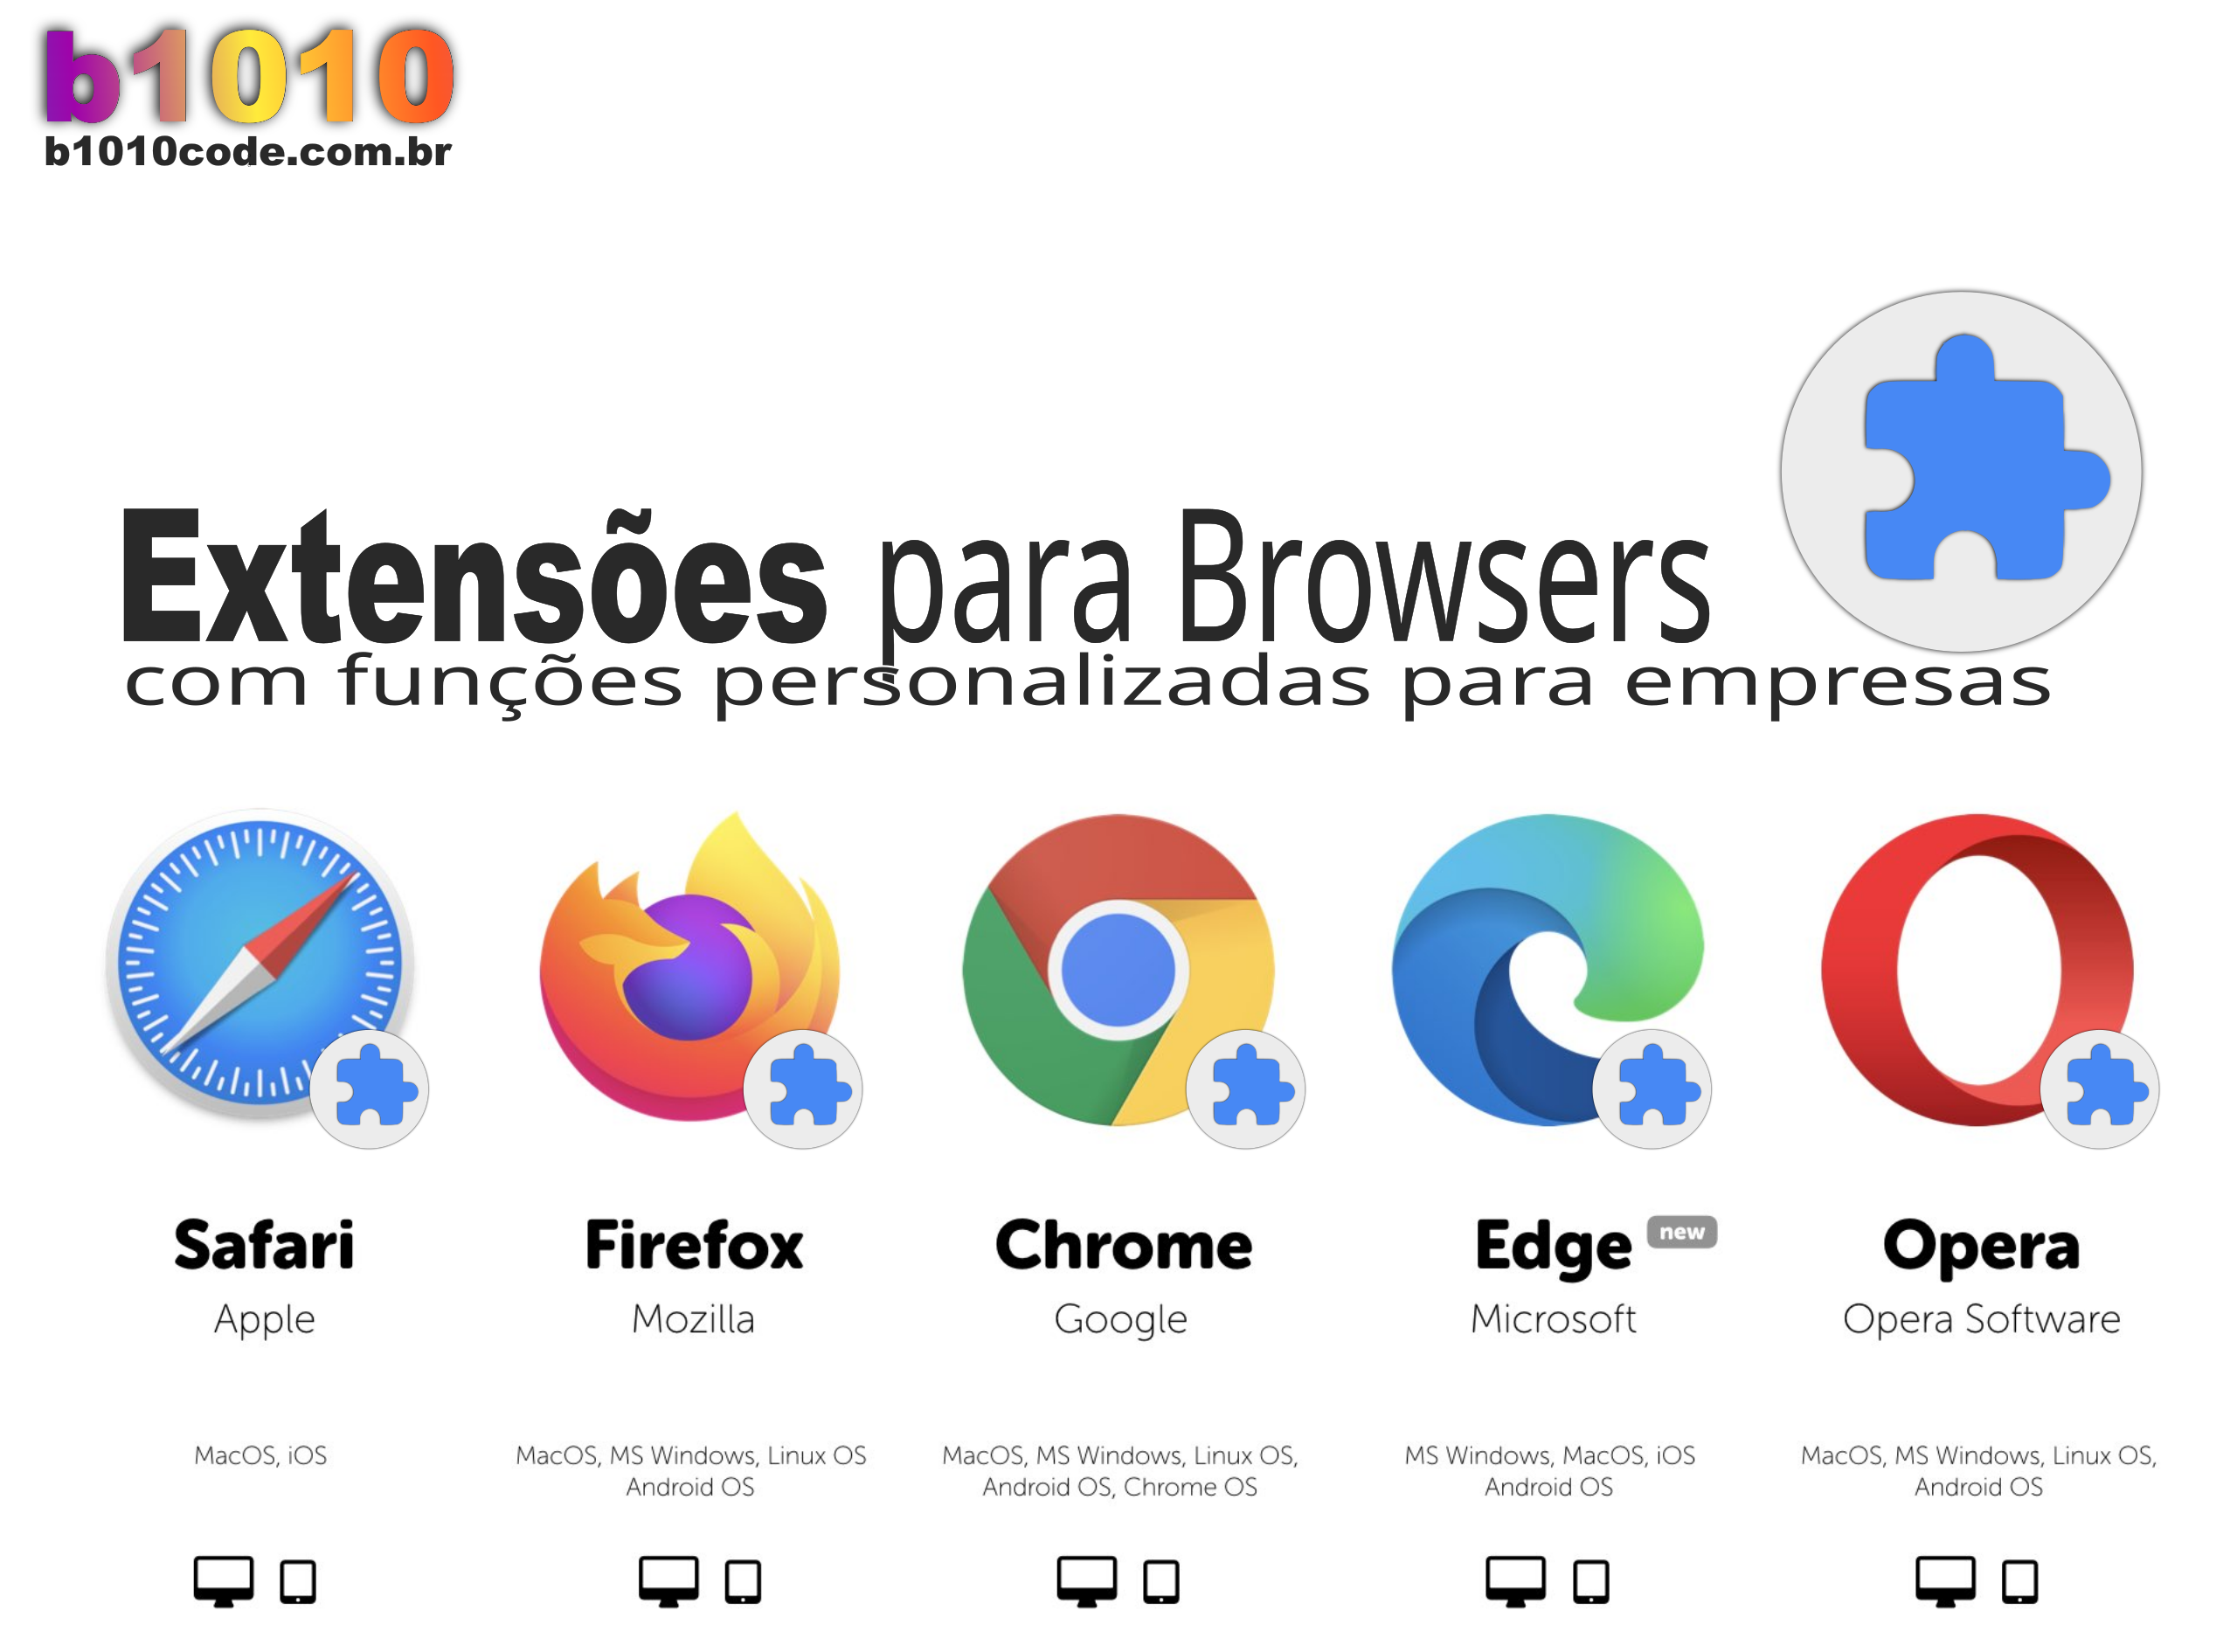 b1010
b1010code.com.br
Extensões para Browsers
com funções personalizadas para empresas
Safari
Apple
MacOS, iOS
Firefox
Mozilla
MacOS, MS Windows, Linux OS
Android OS
Chrome
Google
MacOS, MS Windows, Linux OS,
Android OS, Chrome OS
Edge new
Microsoft
MS Windows, MacOS, iOS
Android OS
Opera
Opera Software
MacOS, MS Windows, Linux OS,
Android OS